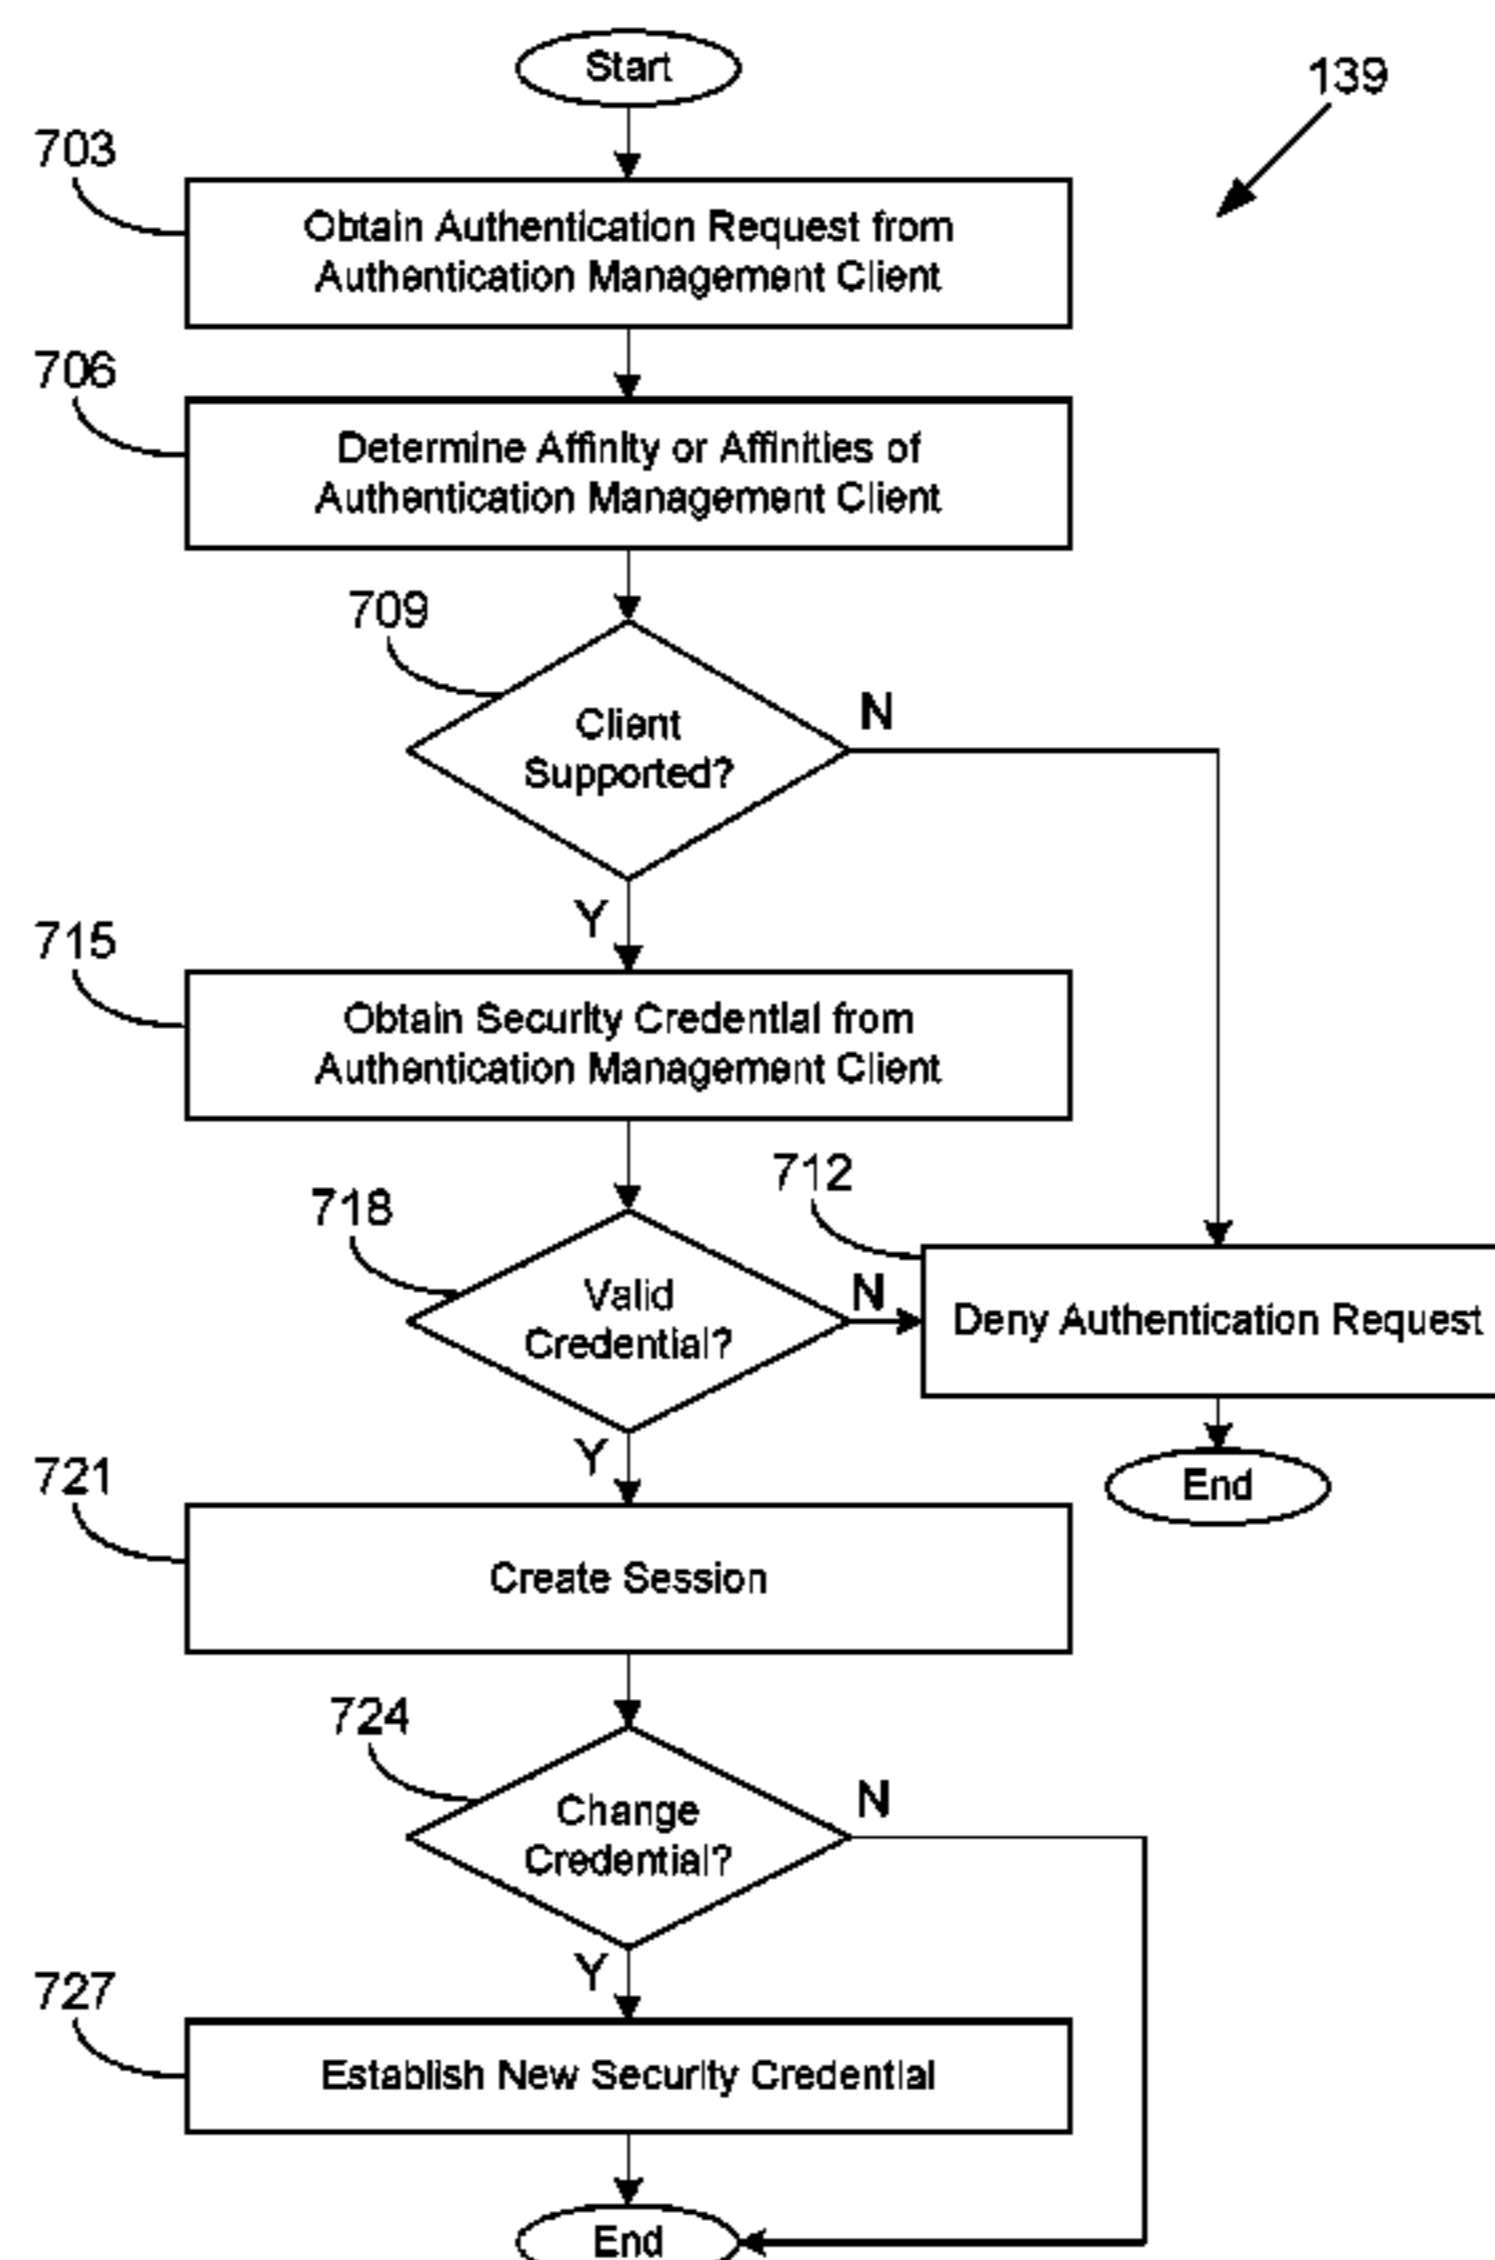 Start
139
703
Obtain Authentication Request from
Authentication Management Client
706
Determine Affinity or Affinities of
Authentication Management Client
709
Client
Supported?
N
Y
715
Obtain Security Credential from
Authentication Management Client
712
718
Valid
Credential?
N
Deny Authentication Request
Y
End
721
Create Session
724
Change
Credential?
N
Y
727
Establish New Security Credential
End